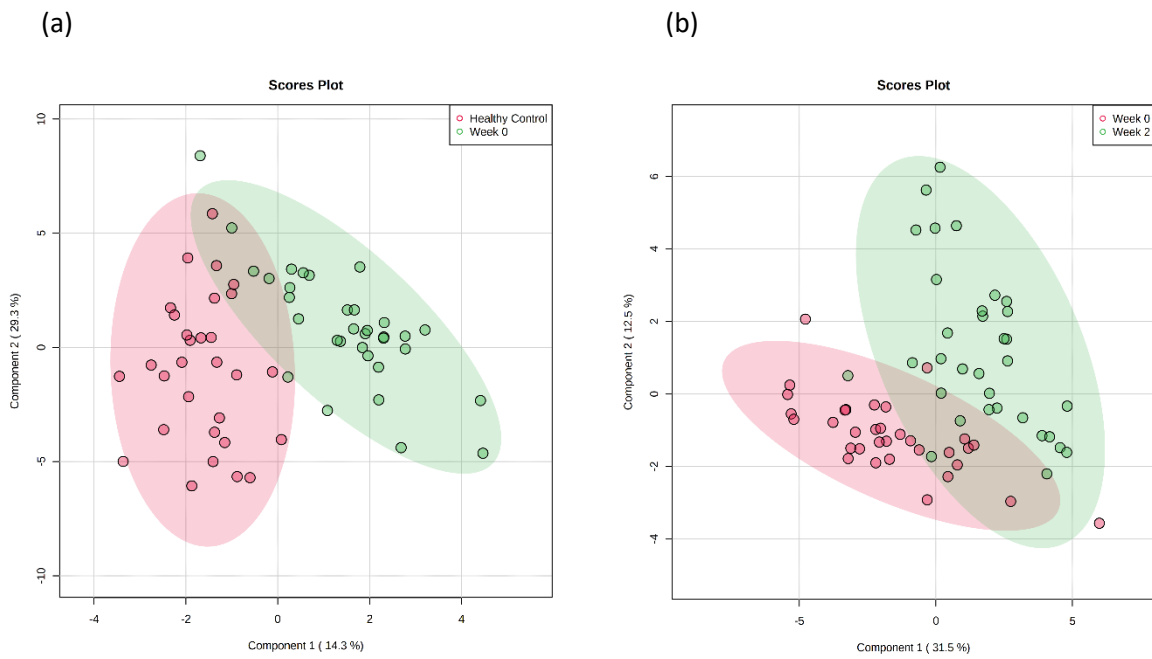 (a)
(b)
Scores Plot
Healthy Control
Week 0
10
5
0
-5
-10
Component 2 ( 29.3 %)
-4
-2
0
2
4
Component 1 ( 14.3 %)
Scores Plot
Week 0
Week 2
6
4
2
0
-2
-4
Component 2 ( 12.5 %)
-5
0
5
Component 1 ( 31.5 %)